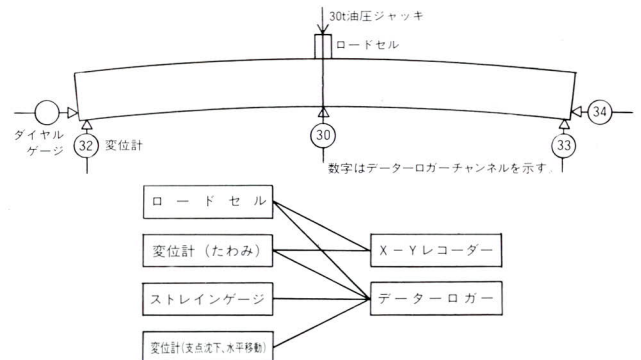 30t油圧ジャッキ
ロードセル
ダイヤル
ゲージ
32
変位計
30
33
34
数字はデーターロガーチャンネルを示す。
ロードセル
変位計(たわみ)
X-Yレコーダー
ストレインゲージ
データーロガー
変位計(支点沈下、水平移動)